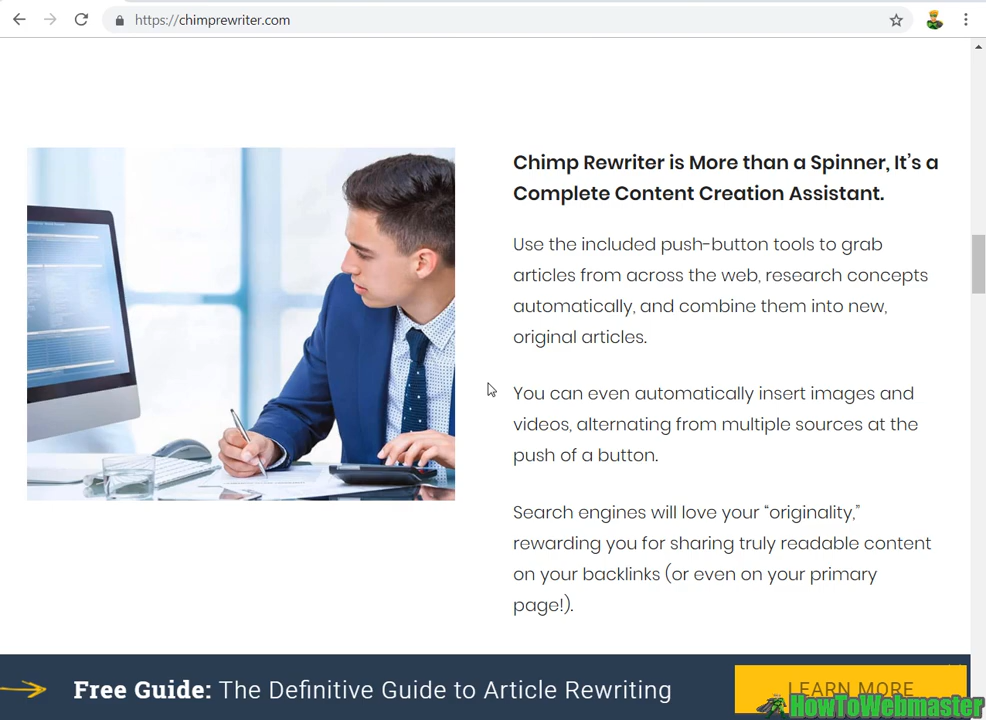 https://chimprewriter.com
Chimp Rewriter is More than a Spinner, It's a
Complete Content Creation Assistant.
Use the included push-button tools to grab
articles from across the web, research concepts
automatically, and combine them into new,
original articles.
You can even automatically insert images and
videos, alternating from multiple sources at the
push of a button.
Search engines will love your “originality,”
rewarding you for sharing truly readable content
on your backlinks (or even on your primary
page!).
Free Guide: The Definitive Guide to Article Rewriting
LEARN MORE
HowToWebmaster